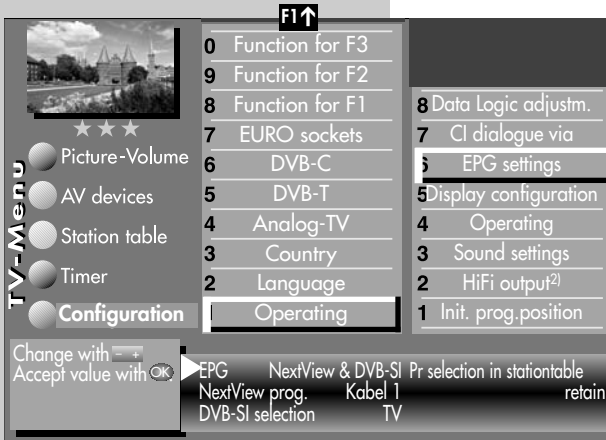 F1↑
0 Function for F3
9 Function for F2
8 Function for F1
7 EURO sockets
6 DVB-C
5 DVB-T
4 Analog-TV
3 Country
2 Language
Operating
8 Data Logic adjustm.
7 CI dialogue via
6 EPG settings
5 Display configuration
4 Operating
3 Sound settings
2 HiFi output2)
1 Init. prog.position
TV-Menu
Picture-Volume
AV devices
Station table
Timer
Configuration
Change with - +
Accept value with OK.
EPG NextView & DVB-SI Pr selection in stationtable
NextView prog. Kabel 1 retain
DVB-SI selection TV